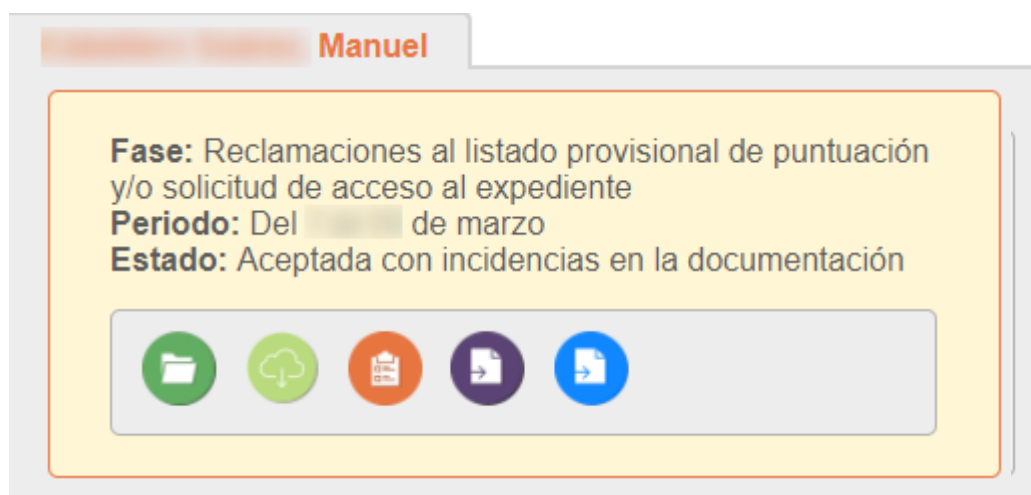 Manuel
Fase: Reclamaciones al listado provisional de puntuación
y/o solicitud de acceso al expediente
Periodo: Del de marzo
Estado: Aceptada con incidencias en la documentación